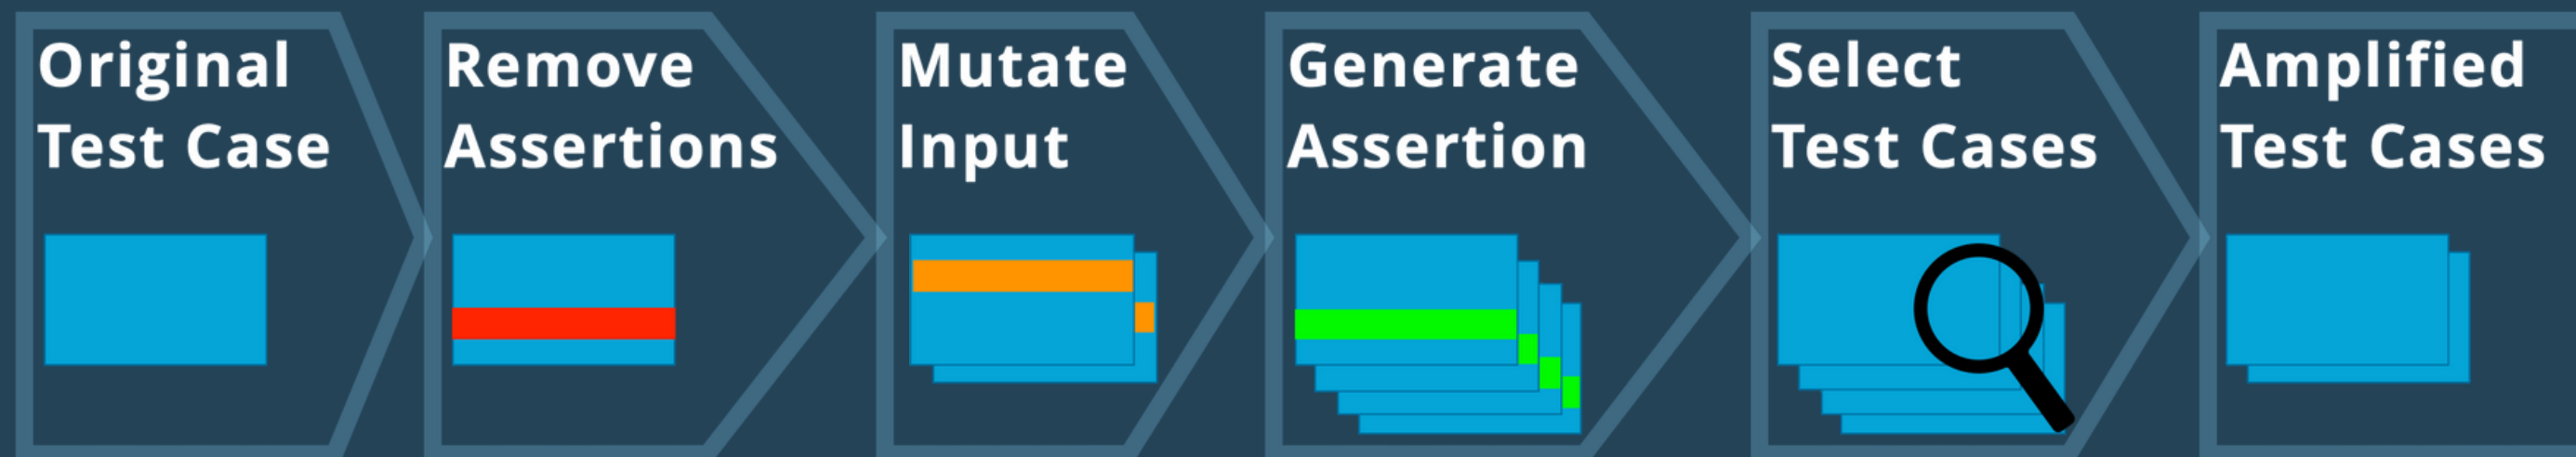 Original
Test Case
Remove
Assertions
Mutate
Input
Generate
Assertion
Select
Test Cases
Amplified
Test Cases